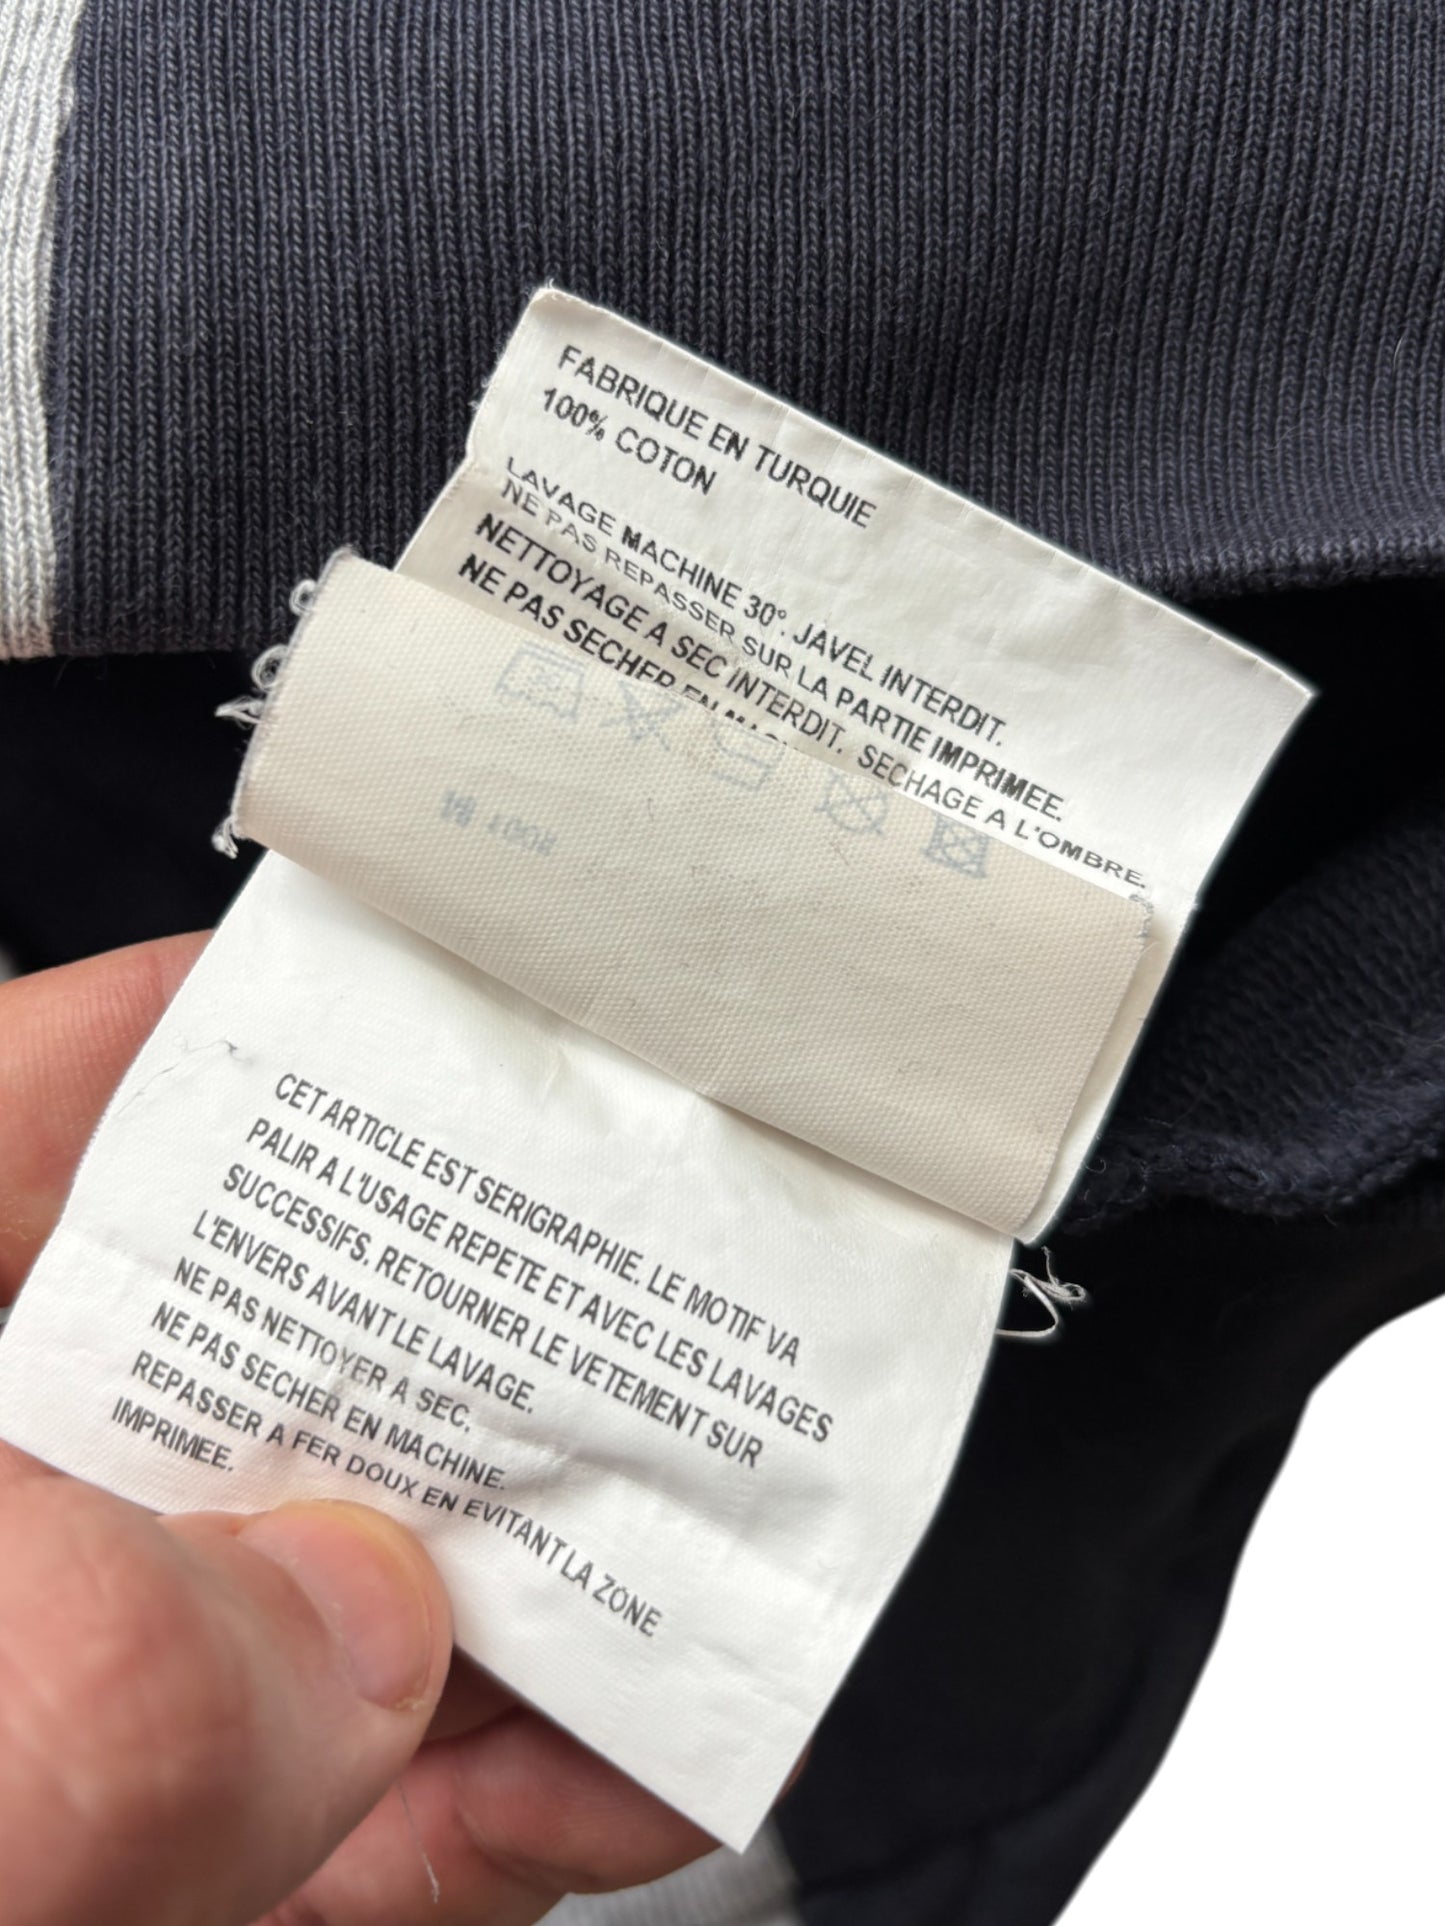 FABRIQUE EN TURQUIE
100% COTON
LAVAGE MACHINE 30°. JAVEL INTERDIT.
NE PAS REPASSER SUR LA PARTIE IMPRIMEE.
NETTOYAGE A SEC INTERDIT. SECHAGE A L'OMBRE.
NE PAS SECHER EN
CET ARTICLE EST SERIGRAPHIE. LE MOTIF VA
PALIR A L'USAGE REPETE ET AVEC LES LAVAGES
SUCCESSIFS. RETOURNER LE VETEMENT SUR
L'ENVERS AVANT LE LAVAGE.
NE PAS NETTOYER A SEC.
NE PAS SECHER EN MACHINE.
REPASSER A FER DOUX EN EVITANT LA ZONE
IMPRIMEE.